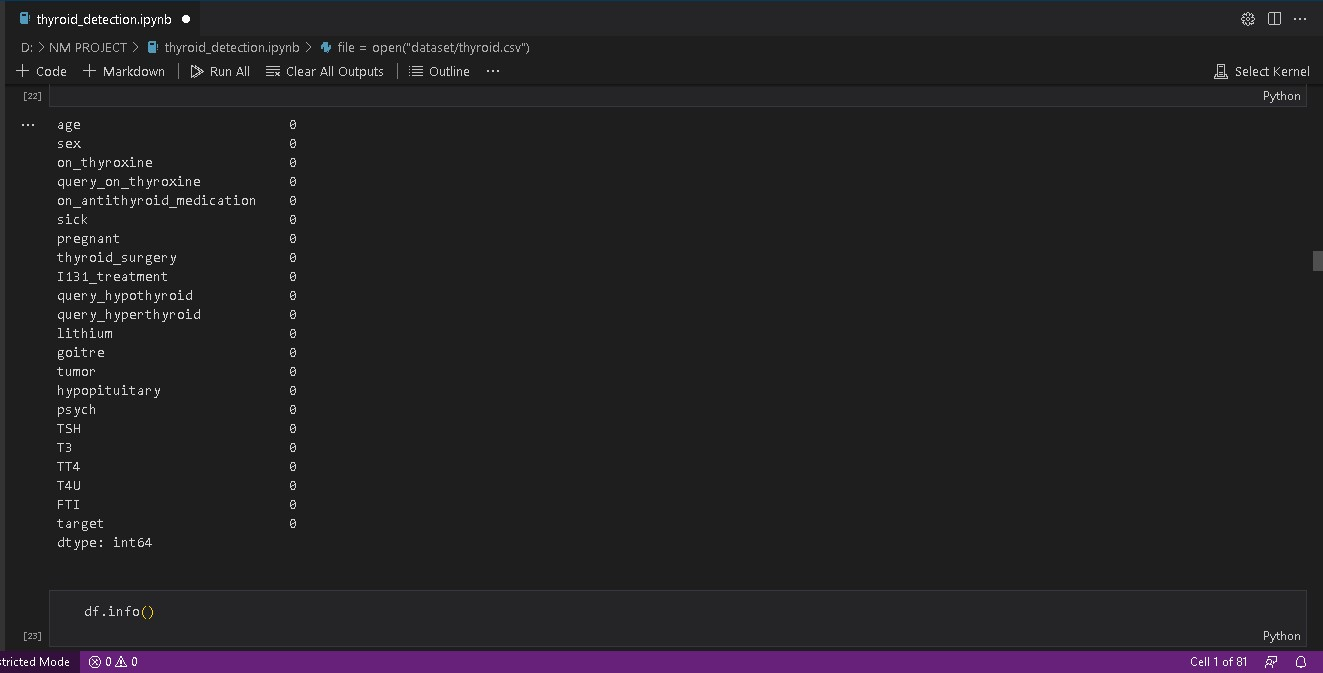 thyroid_detection.ipynb ●
D: > NM PROJECT > thyroid_detection.ipynb > file = open("dataset/thyroid.csv")
+ Code + Markdown | Run All Clear All Outputs | Outline ... Select Kernel
[22] Python
... age 0
sex 0
on_thyroxine 0
query_on_thyroxine 0
on_antithyroid_medication 0
sick 0
pregnant 0
thyroid_surgery 0
I131_treatment 0
query_hypothyroid 0
query_hyperthyroid 0
lithium 0
goitre 0
tumor 0
hypopituitary 0
psych 0
TSH 0
T3 0
TT4 0
T4U 0
FTI 0
target 0
dtype: int64
df.info()
[23] Python
stricted Mode 0 0 Cell 1 of 81